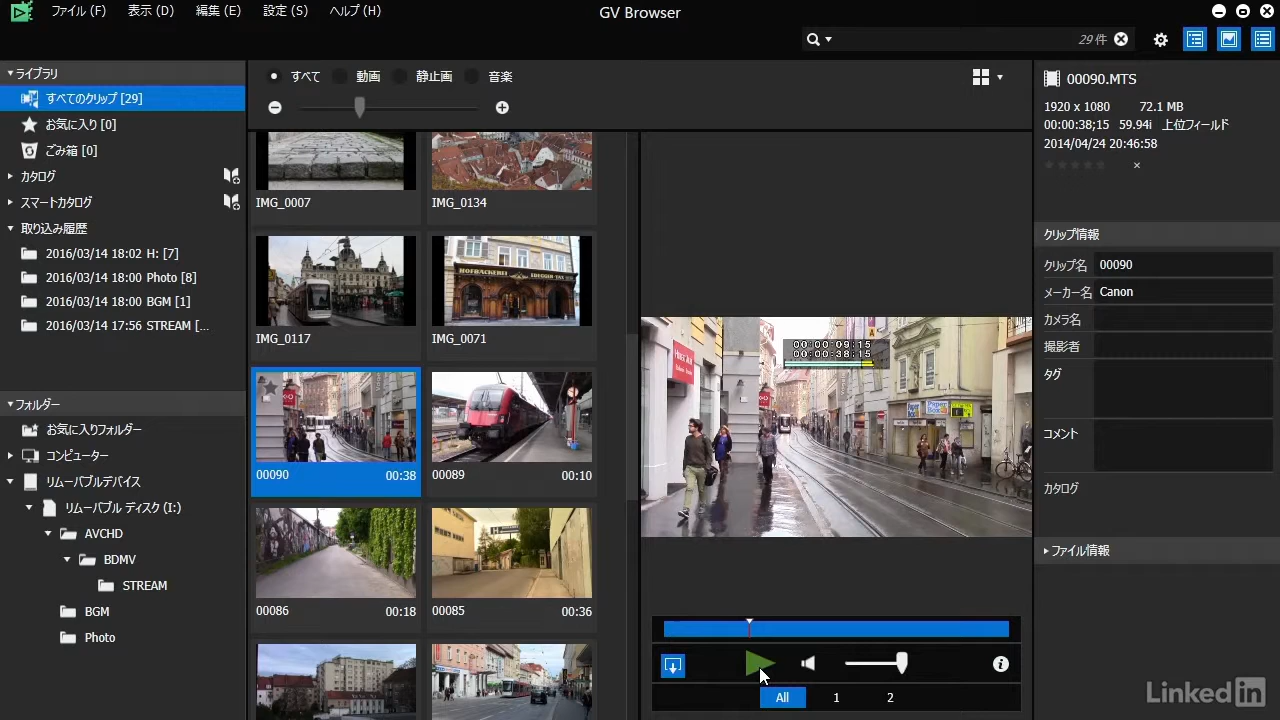 ファイル (F) 表示 (D) 編集 (E) 設定 (S) ヘルプ (H)
GV Browser
29 件
ライブラリ
すべてのクリップ [29]
お気に入り [0]
ごみ箱 [0]
カタログ
スマートカタログ
取り込み履歴
2016/03/14 18:02 H: [7]
2016/03/14 18:00 Photo [8]
2016/03/14 18:00 BGM [1]
2016/03/14 17:56 STREAM [...
フォルダー
お気に入りフォルダー
コンピューター
リムーバブルデバイス
リムーバブル ディスク (I:)
AVCHD
BDMV
STREAM
BGM
Photo
すべて 動画 静止画 音楽
IMG_0007 IMG_0134
HOFBÄCKEREI EDEGGER-TAX
IMG_0117 IMG_0071
00090 00:38 00089 00:10
00086 00:18 00085 00:36
00:00:09;15
00:00:38;15
All 1 2
00090.MTS
1920 x 1080 72.1 MB
00:00:38;15 59.94i 上位フィールド
2014/04/24 20:46:58
クリップ情報
クリップ名 00090
メーカー名 Canon
カメラ名
撮影者
タグ
コメント
カタログ
ファイル情報
Linked in